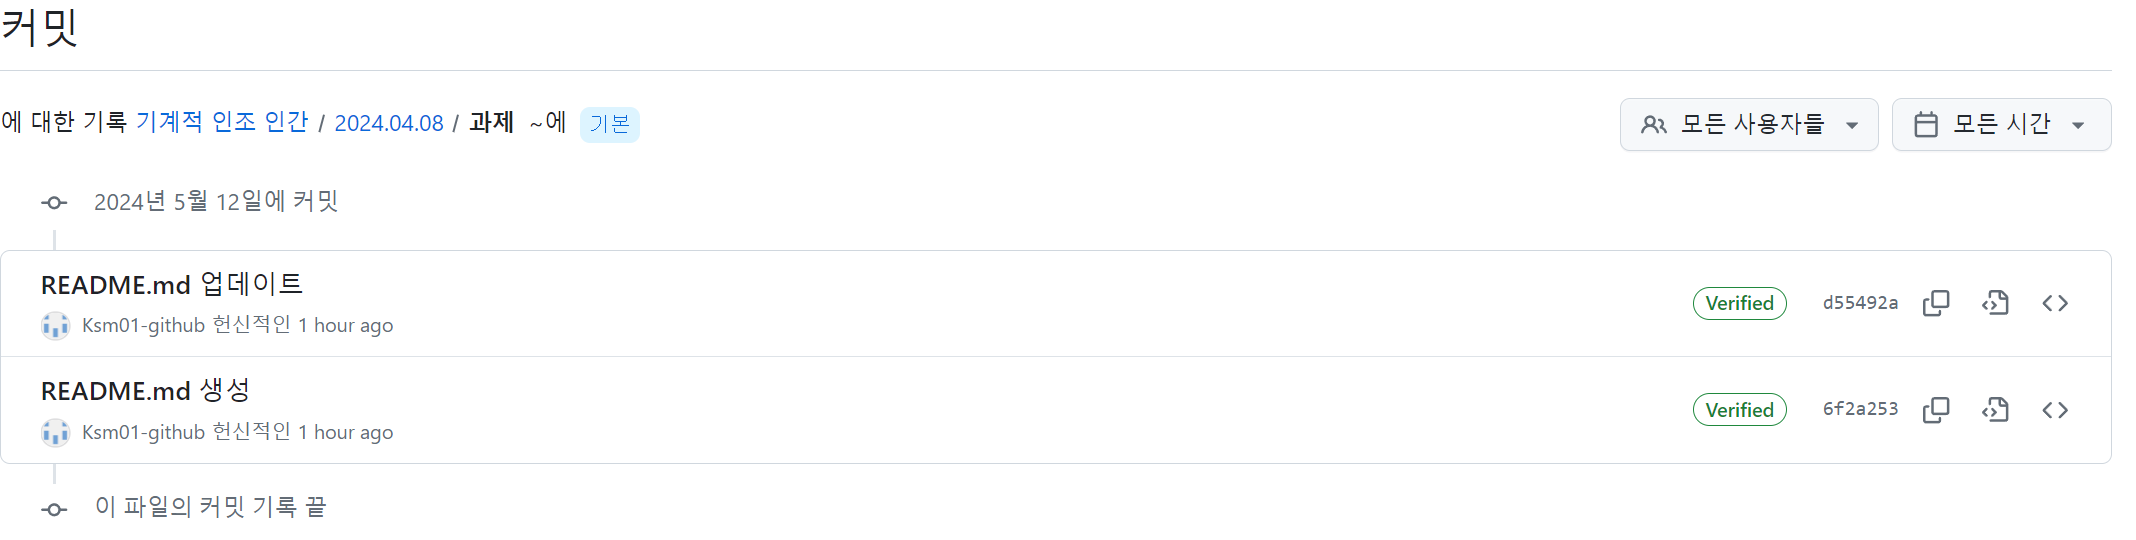 커밋
에 대한 기록 기계적 인조 인간 / 2024.04.08 / 과제 ~에 기본
모든 사용자들
모든 시간
2024년 5월 12일에 커밋
README.md 업데이트
Verified
d55492a
Ksm01-github 헌신적인 1 hour ago
README.md 생성
Verified
6f2a253
Ksm01-github 헌신적인 1 hour ago
이 파일의 커밋 기록 끝